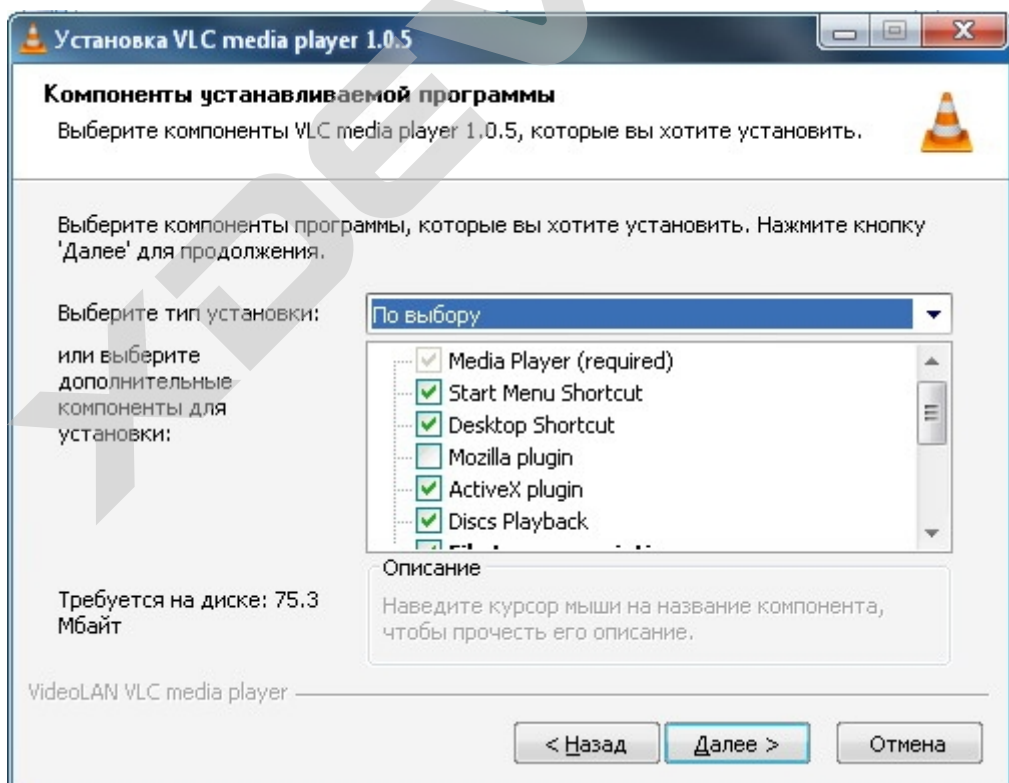 Установка VLC media player 1.0.5
Компоненты устанавливаемой программы
Выберите компоненты VLC media player 1.0.5, которые вы хотите установить.
Выберите компоненты программы, которые вы хотите установить. Нажмите кнопку
'Далее' для продолжения.
Выберите тип установки:
По выбору
или выберите
дополнительные
компоненты для
установки:
Media Player (required)
Start Menu Shortcut
Desktop Shortcut
Mozilla plugin
ActiveX plugin
Discs Playback
Требуется на диске: 75.3
Мбайт
Описание
Наведите курсор мыши на название компонента,
чтобы прочесть его описание.
VideoLAN VLC media player
< Назад
Далее >
Отмена